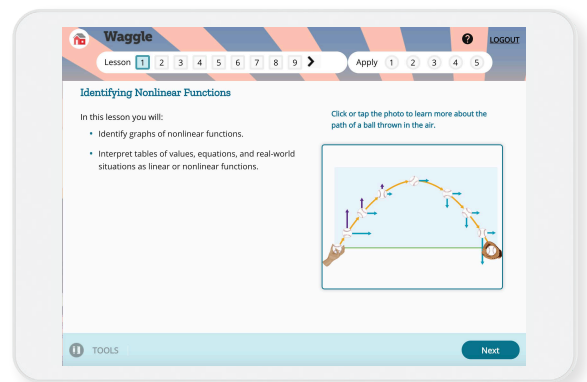 Waggle
? LOGOUT
Lesson 1 2 3 4 5 6 7 8 9 Apply 1 2 3 4 5
Identifying Nonlinear Functions
In this lesson you will:
• Identify graphs of nonlinear functions.
• Interpret tables of values, equations, and real-world
situations as linear or nonlinear functions.
Click or tap the photo to learn more about the
path of a ball thrown in the air.
TOOLS
Next